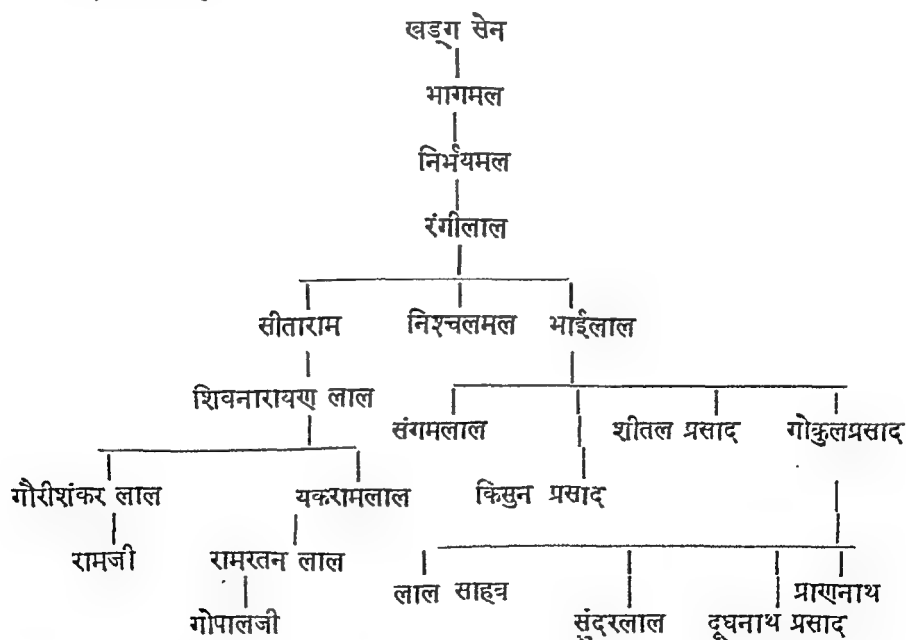 खड्ग सेन
भागमल
निर्भयमल
रंगीलाल
सीताराम निश्चलमल भाईलाल
शिवनारायण लाल
संगमलाल शीतल प्रसाद गोकुलप्रसाद
गौरीशंकर लाल यकरामलाल किसुन प्रसाद
रामजी रामरतन लाल
लाल साहब प्राणनाथ
गोपालजी सुंदरलाल दूधनाथ प्रसाद